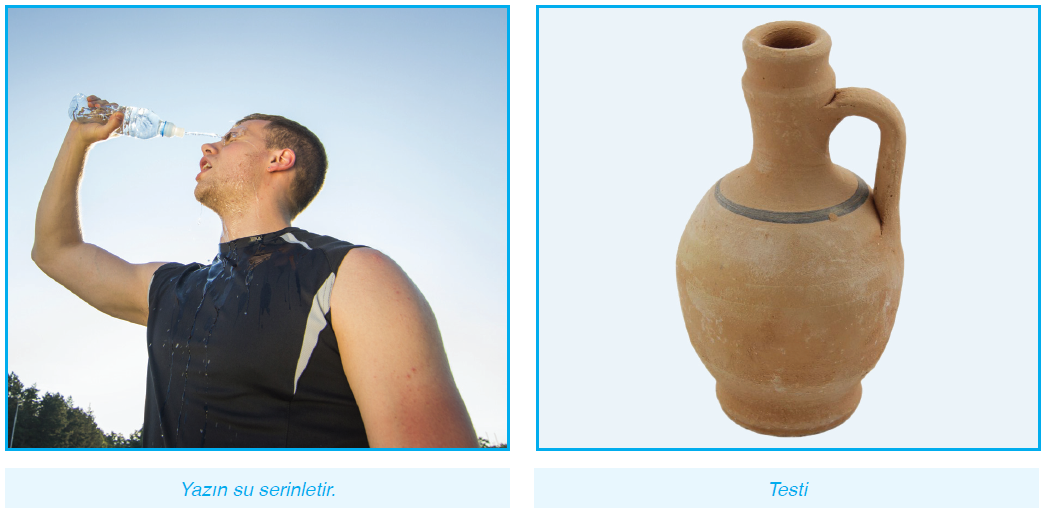 Yazın su serinletir.
Testi